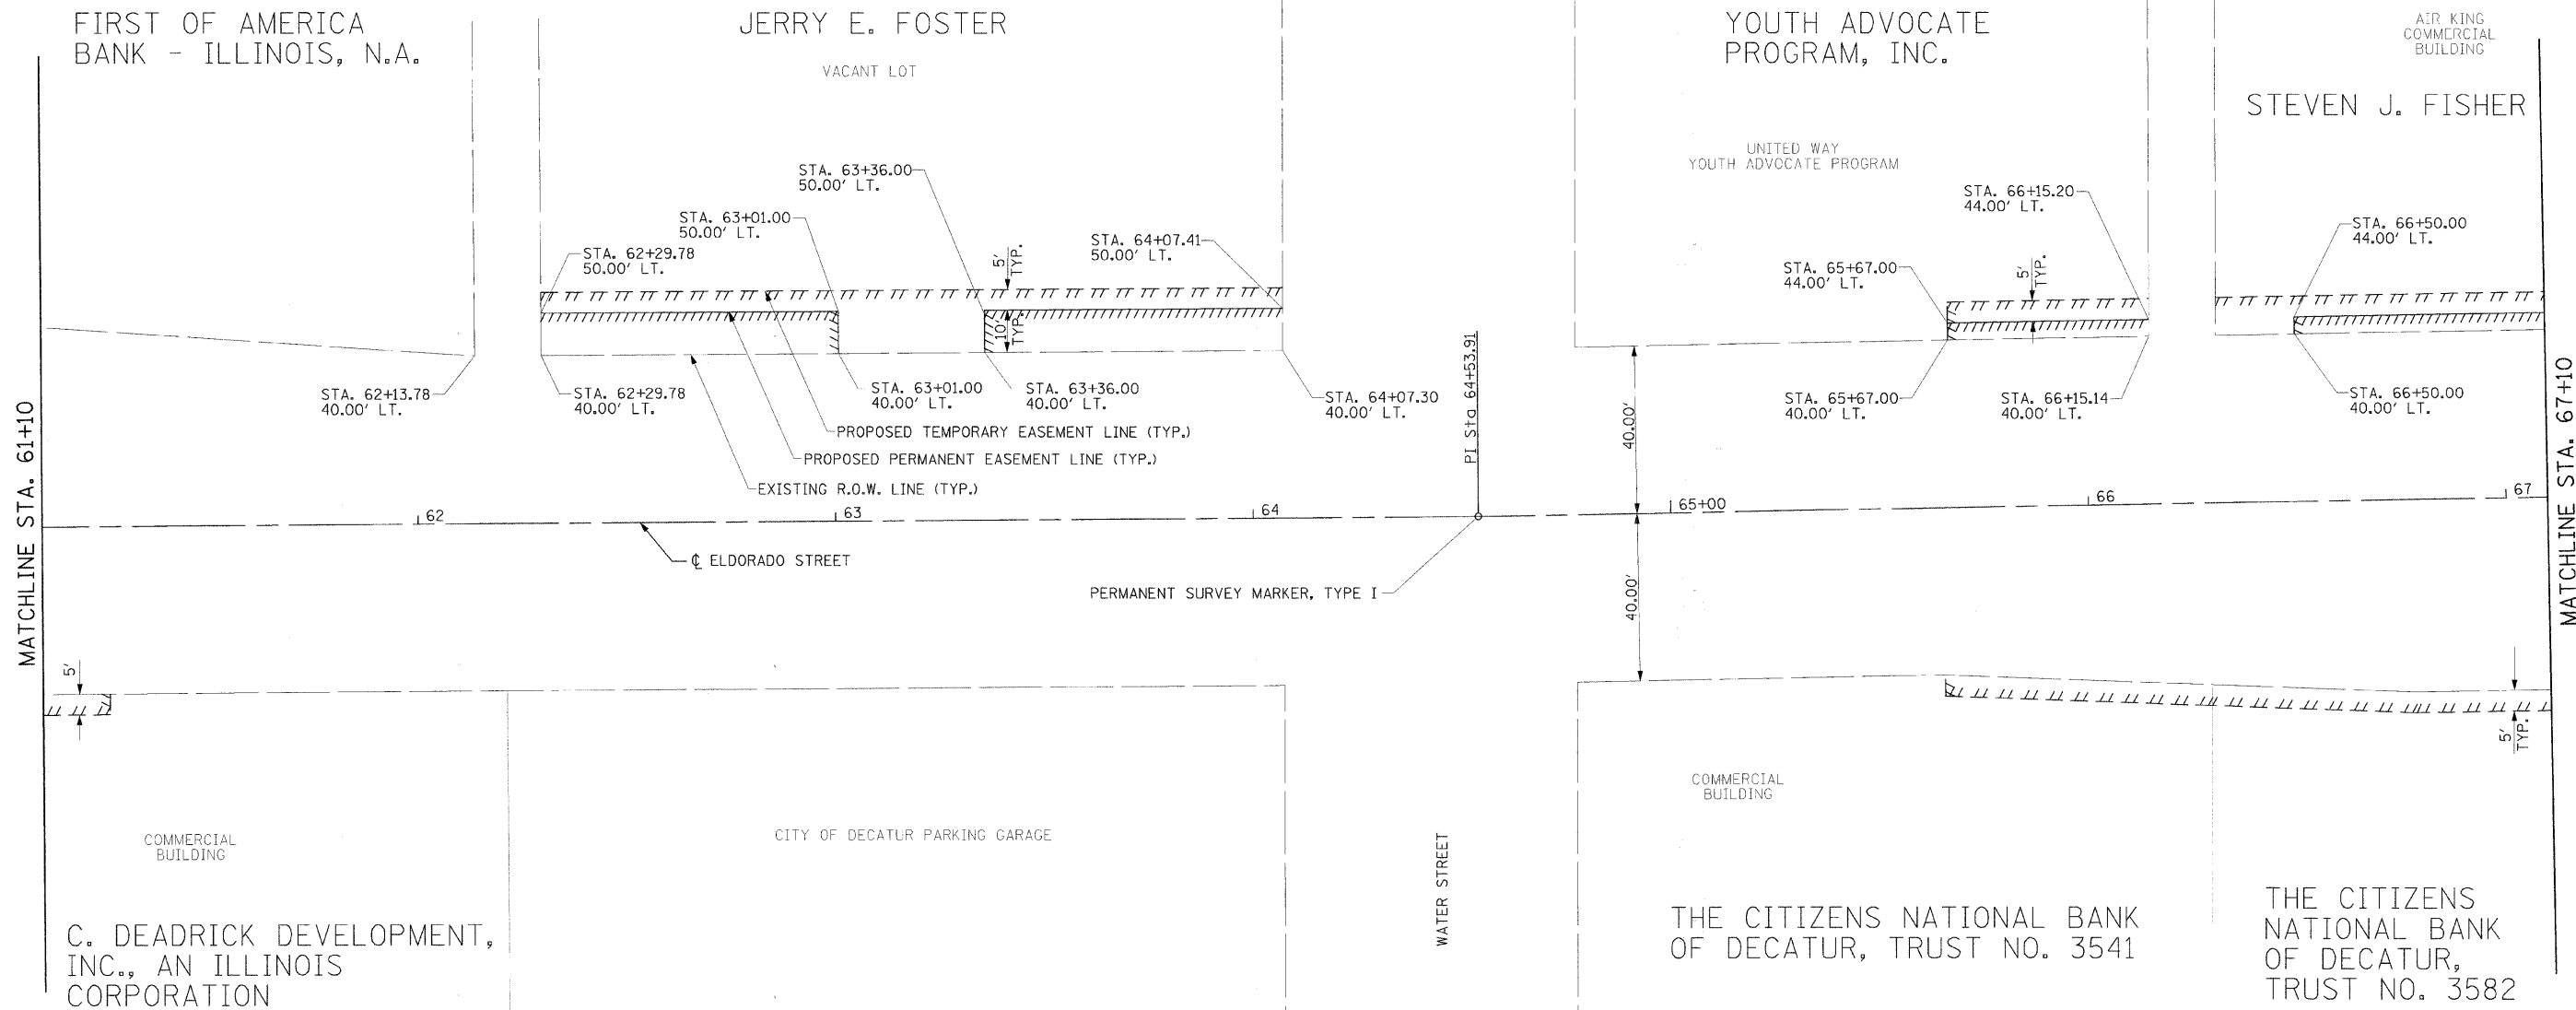 FIRST OF AMERICA
BANK - ILLINOIS, N.A.
JERRY E. FOSTER
VACANT LOT
YOUTH ADVOCATE
PROGRAM, INC.
AIR KING
COMMERCIAL
BUILDING
STEVEN J. FISHER
UNITED WAY
YOUTH ADVOCATE PROGRAM
STA. 63+36.00
50.00' LT.
STA. 63+01.00
50.00' LT.
STA. 62+29.78
50.00' LT.
STA. 64+07.41
50.00' LT.
5'
TYP.
10'
TYP.
STA. 66+15.20
44.00' LT.
STA. 65+67.00
44.00' LT.
5'
TYP.
STA. 66+50.00
44.00' LT.
STA. 62+13.78
40.00' LT.
STA. 62+29.78
40.00' LT.
STA. 63+01.00
40.00' LT.
STA. 63+36.00
40.00' LT.
STA. 64+07.30
40.00' LT.
STA. 65+67.00
40.00' LT.
STA. 66+15.14
40.00' LT.
STA. 66+50.00
40.00' LT.
PROPOSED TEMPORARY EASEMENT LINE (TYP.)
PROPOSED PERMANENT EASEMENT LINE (TYP.)
EXISTING R.O.W. LINE (TYP.)
PI Sta 64+53.91
40.00'
MATCHLINE STA. 61+10
MATCHLINE STA. 67+10
62
63
64
65+00
66
67
℄ ELDORADO STREET
PERMANENT SURVEY MARKER, TYPE I
40.00'
5'
5'
TYP.
COMMERCIAL
BUILDING
CITY OF DECATUR PARKING GARAGE
WATER STREET
COMMERCIAL
BUILDING
C. DEADRICK DEVELOPMENT,
INC., AN ILLINOIS
CORPORATION
THE CITIZENS NATIONAL BANK
OF DECATUR, TRUST NO. 3541
THE CITIZENS
NATIONAL BANK
OF DECATUR,
TRUST NO. 3582